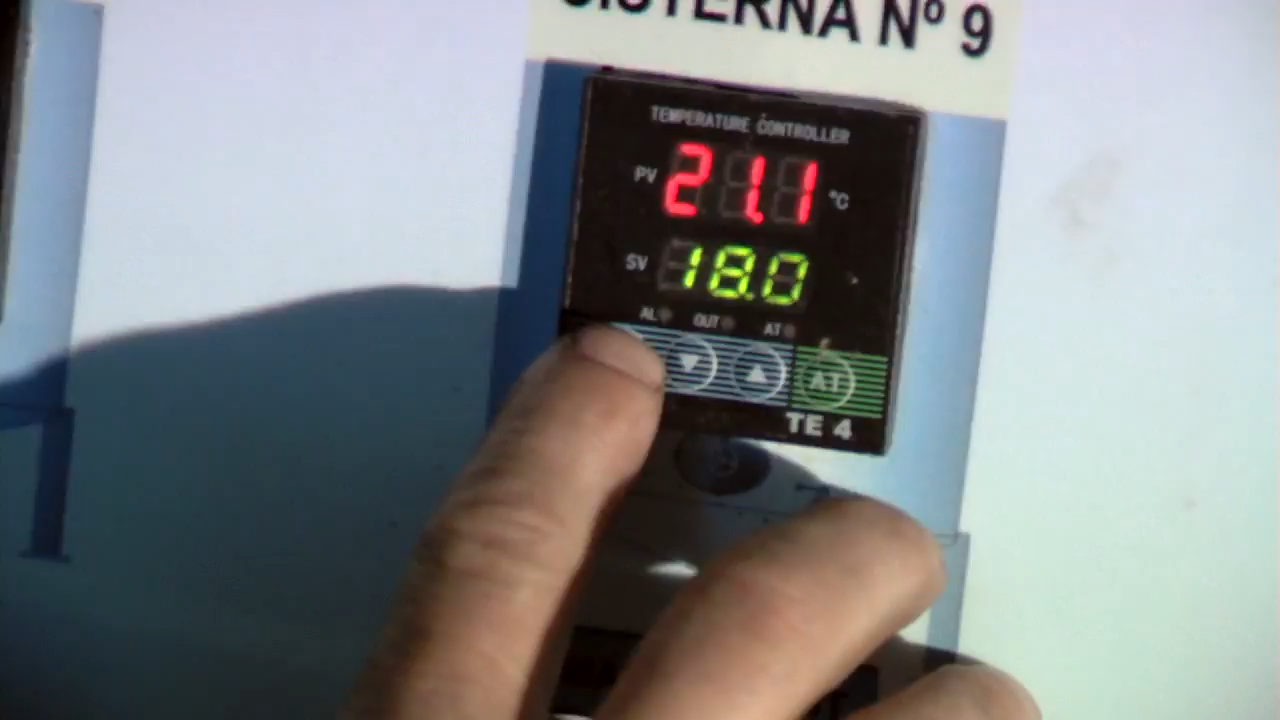 CISTERNA Nº 9
TEMPERATURE CONTROLLER
PV 21.1 °C
SV 18.0
AL OUT AT
AT
TE 4